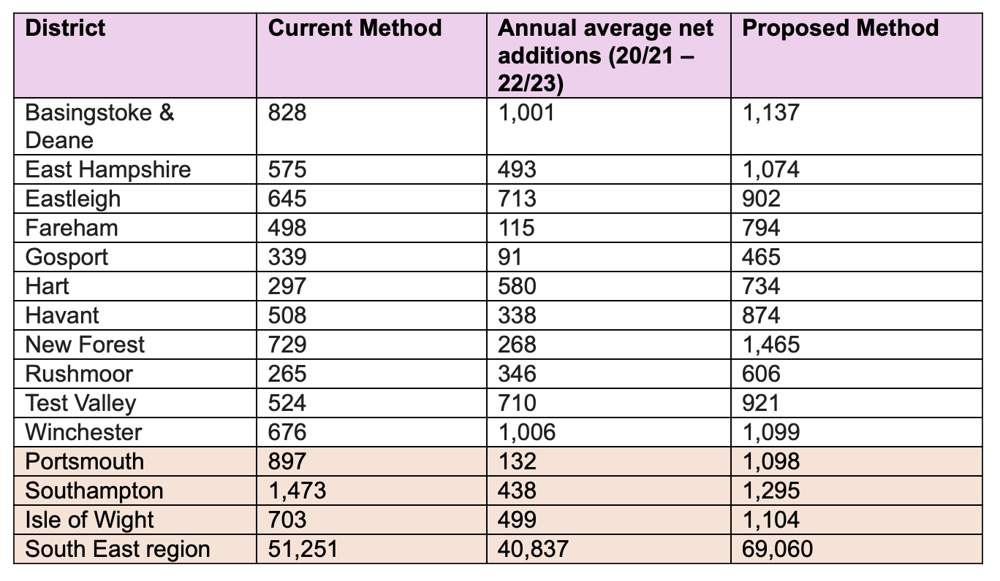 District Current Method Annual average net additions (20/21 – 22/23) Proposed Method
Basingstoke & Deane 828 1,001 1,137
East Hampshire 575 493 1,074
Eastleigh 645 713 902
Fareham 498 115 794
Gosport 339 91 465
Hart 297 580 734
Havant 508 338 874
New Forest 729 268 1,465
Rushmoor 265 346 606
Test Valley 524 710 921
Winchester 676 1,006 1,099
Portsmouth 897 132 1,098
Southampton 1,473 438 1,295
Isle of Wight 703 499 1,104
South East region 51,251 40,837 69,060